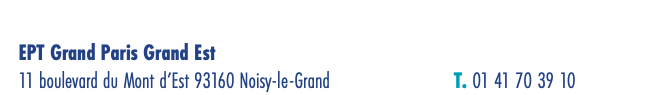 EPT Grand Paris Grand Est
11 boulevard du Mont d’Est 93160 Noisy-le-Grand T. 01 41 70 39 10